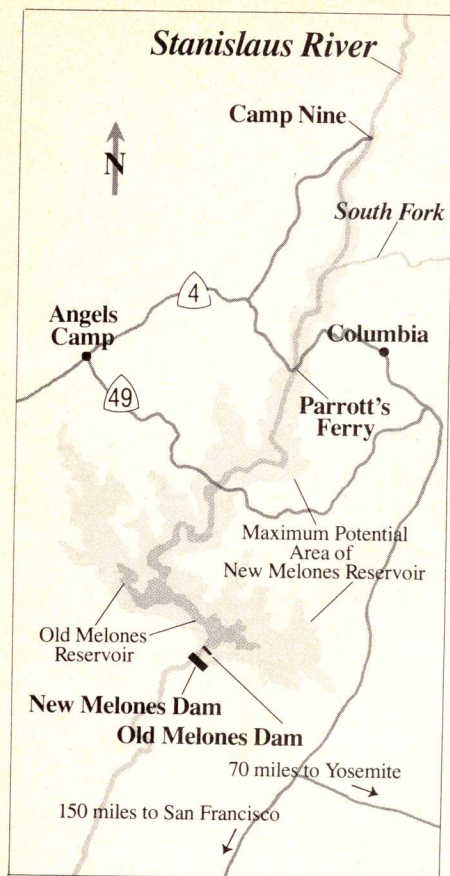 Stanislaus River
Camp Nine
N
South Fork
4
Angels
Camp
Columbia
49
Parrott's
Ferry
Maximum Potential
Area of
New Melones Reservoir
Old Melones
Reservoir
New Melones Dam
Old Melones Dam
70 miles to Yosemite
150 miles to San Francisco